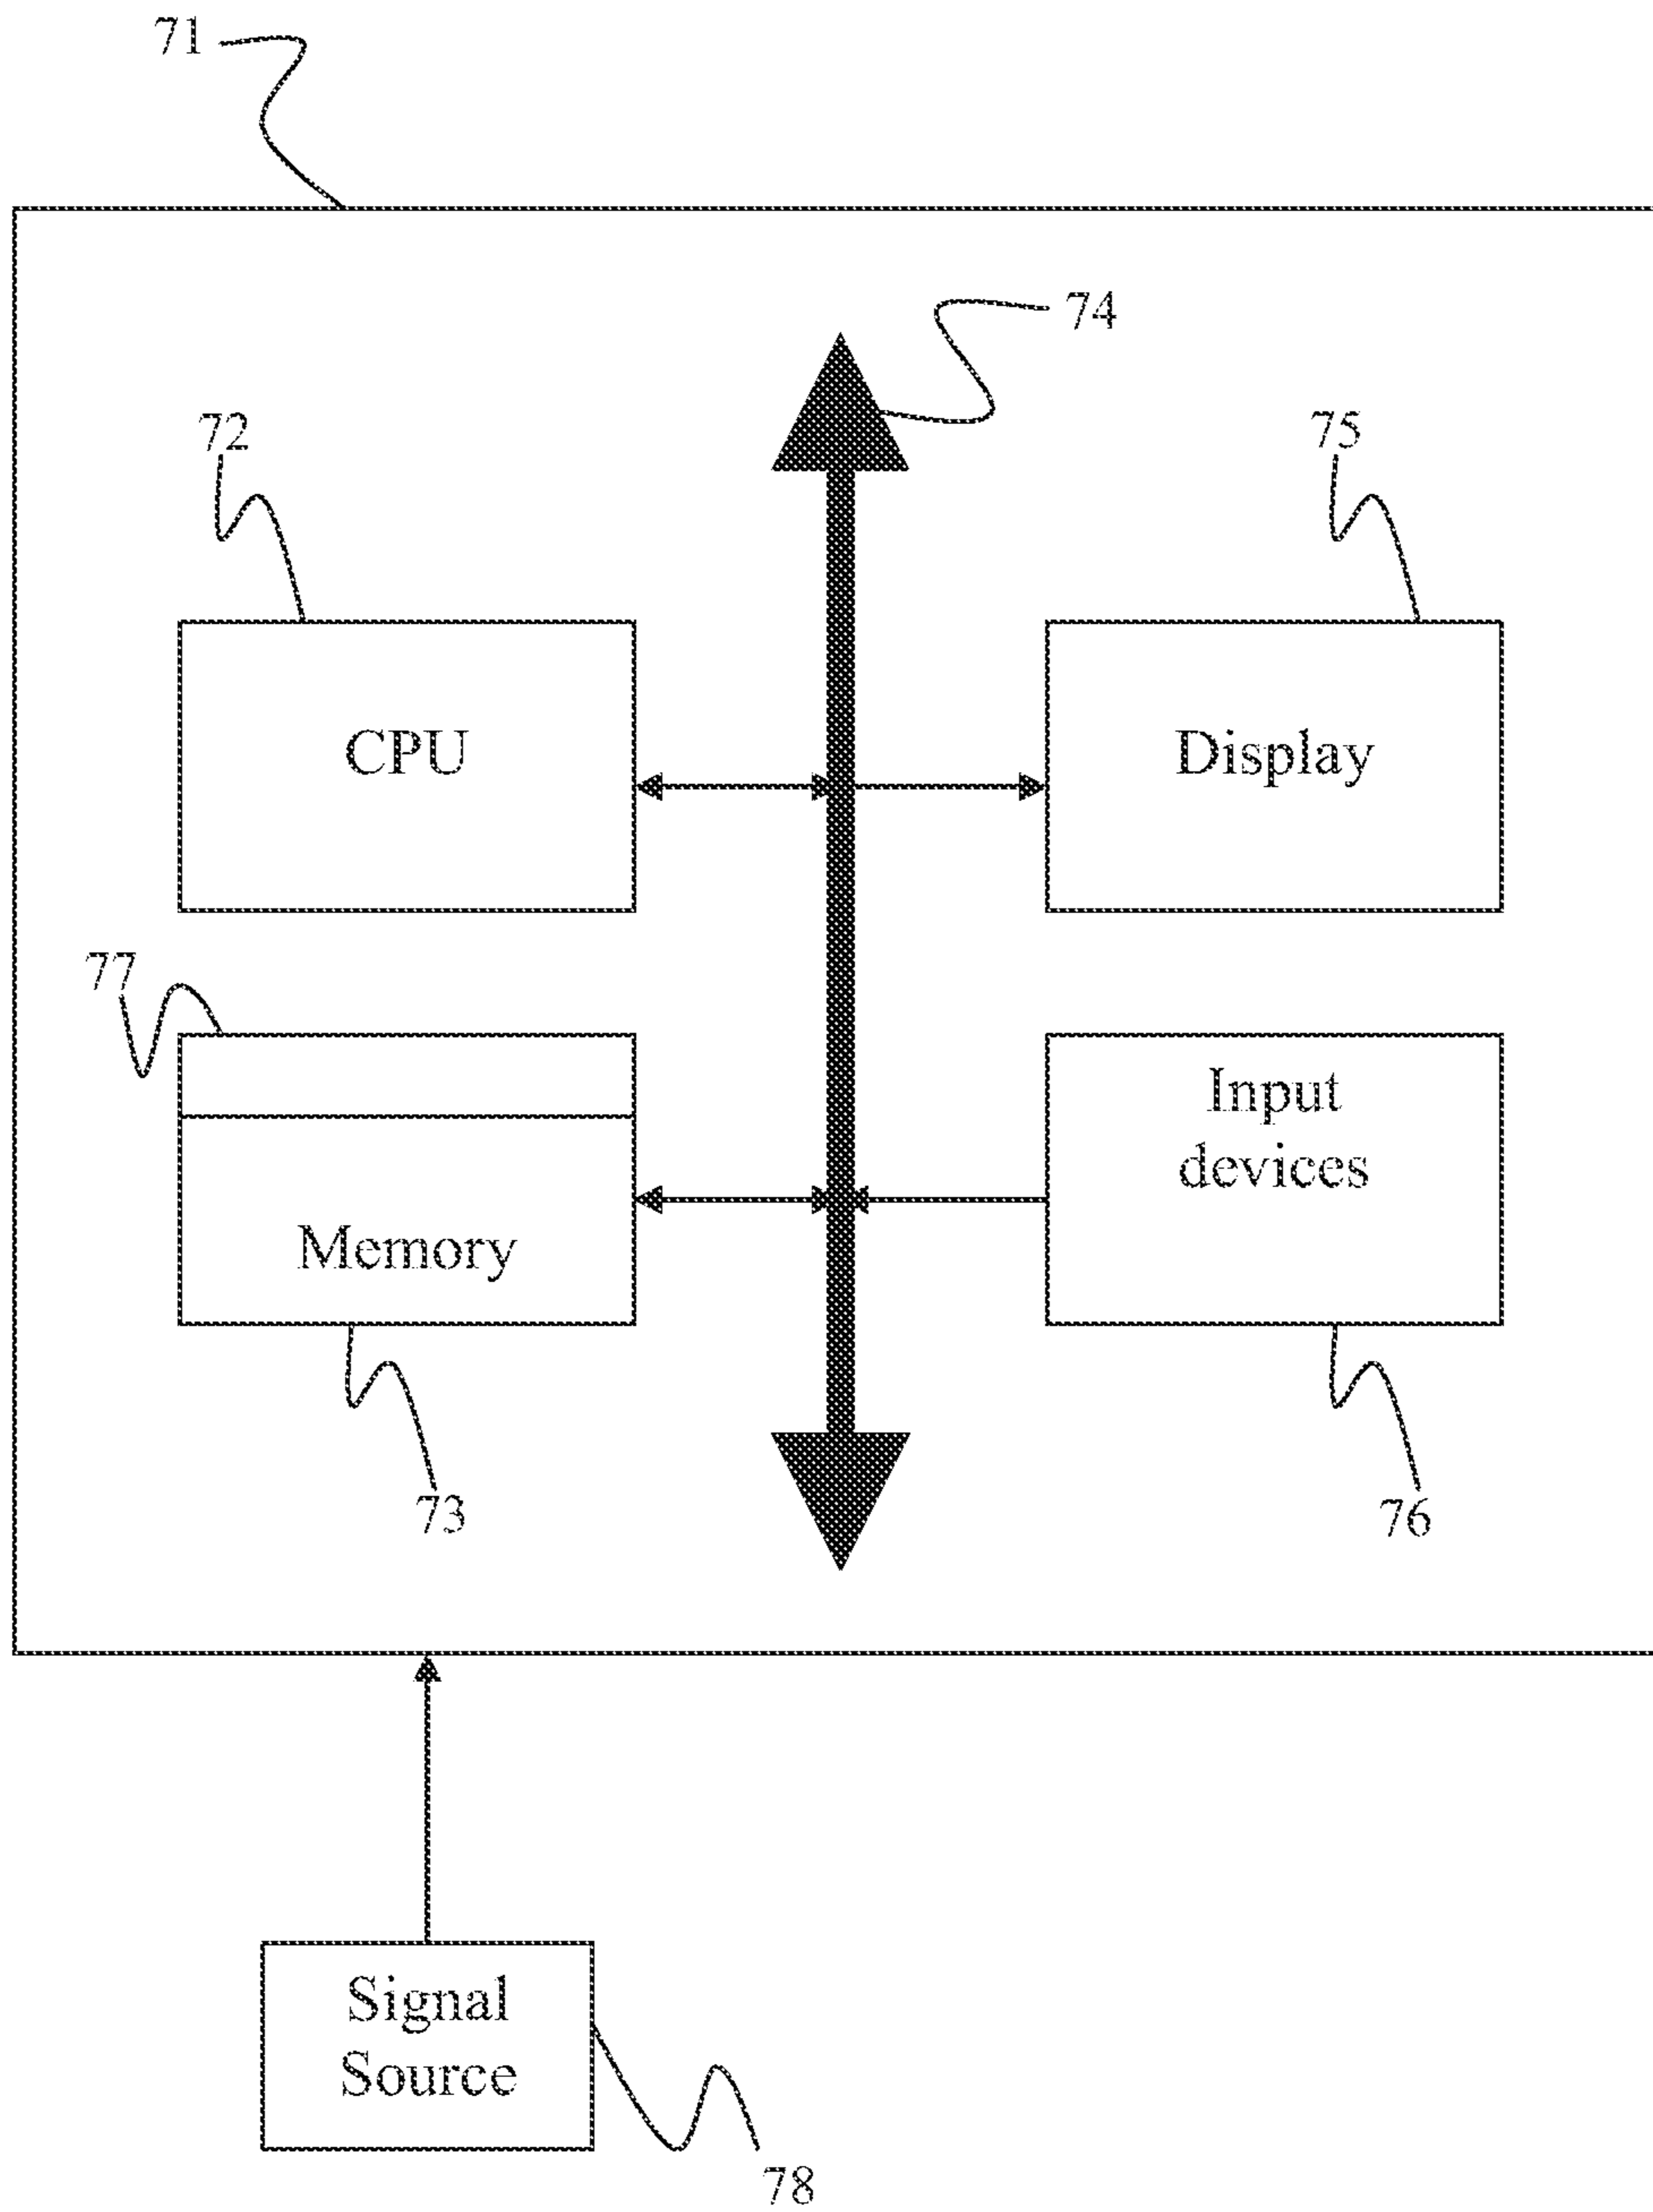 71
74
72
75
CPU
Display
77
Input
devices
Memory
73
76
Signal
Source
78